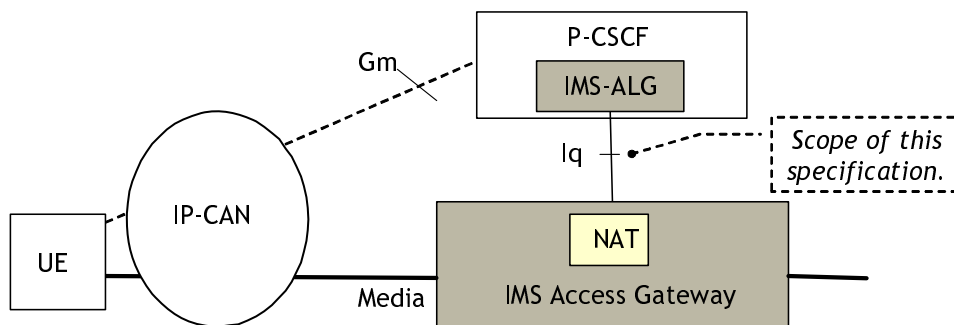 P-CSCF
Gm
IMS-ALG
Iq
Scope of this
specification.
IP-CAN
NAT
UE
Media
IMS Access Gateway